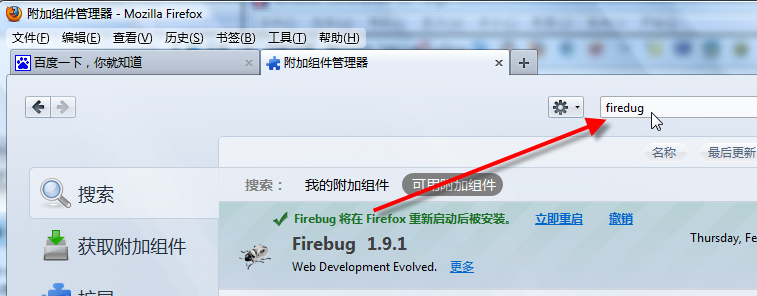 附加组件管理器 - Mozilla Firefox
文件(F) 编辑(E) 查看(V) 历史(S) 书签(B) 工具(T) 帮助(H)
百度一下，你就知道 附加组件管理器
firedug
名称 最后更新
搜索 搜索： 我的附加组件 可用附加组件
Firebug 将在 Firefox 重新启动后被安装。 立即重启 撤销
获取附加组件 Firebug 1.9.1 Thursday, Fe
Web Development Evolved. 更多
扩展